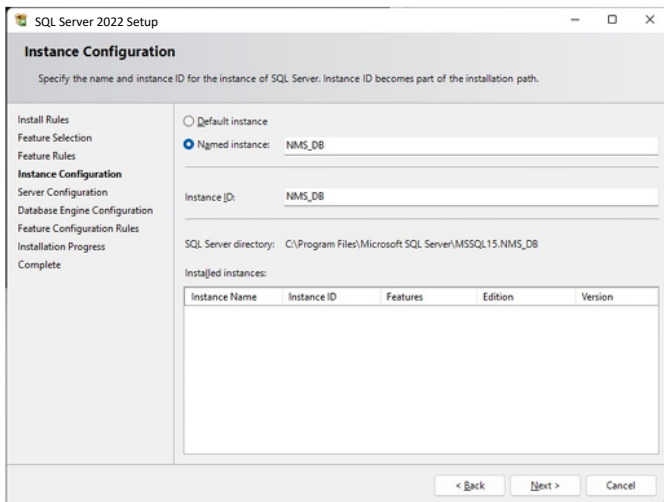 SQL Server 2022 Setup
Instance Configuration
Specify the name and instance ID for the instance of SQL Server. Instance ID becomes part of the installation path.
Install Rules
Feature Selection
Feature Rules
Instance Configuration
Server Configuration
Database Engine Configuration
Feature Configuration Rules
Installation Progress
Complete
Default instance
Named instance: NMS_DB
Instance ID: NMS_DB
SQL Server directory: C:\Program Files\Microsoft SQL Server\MSSQL15.NMS_DB
Installed instances:
Instance Name Instance ID Features Edition Version
< Back Next > Cancel